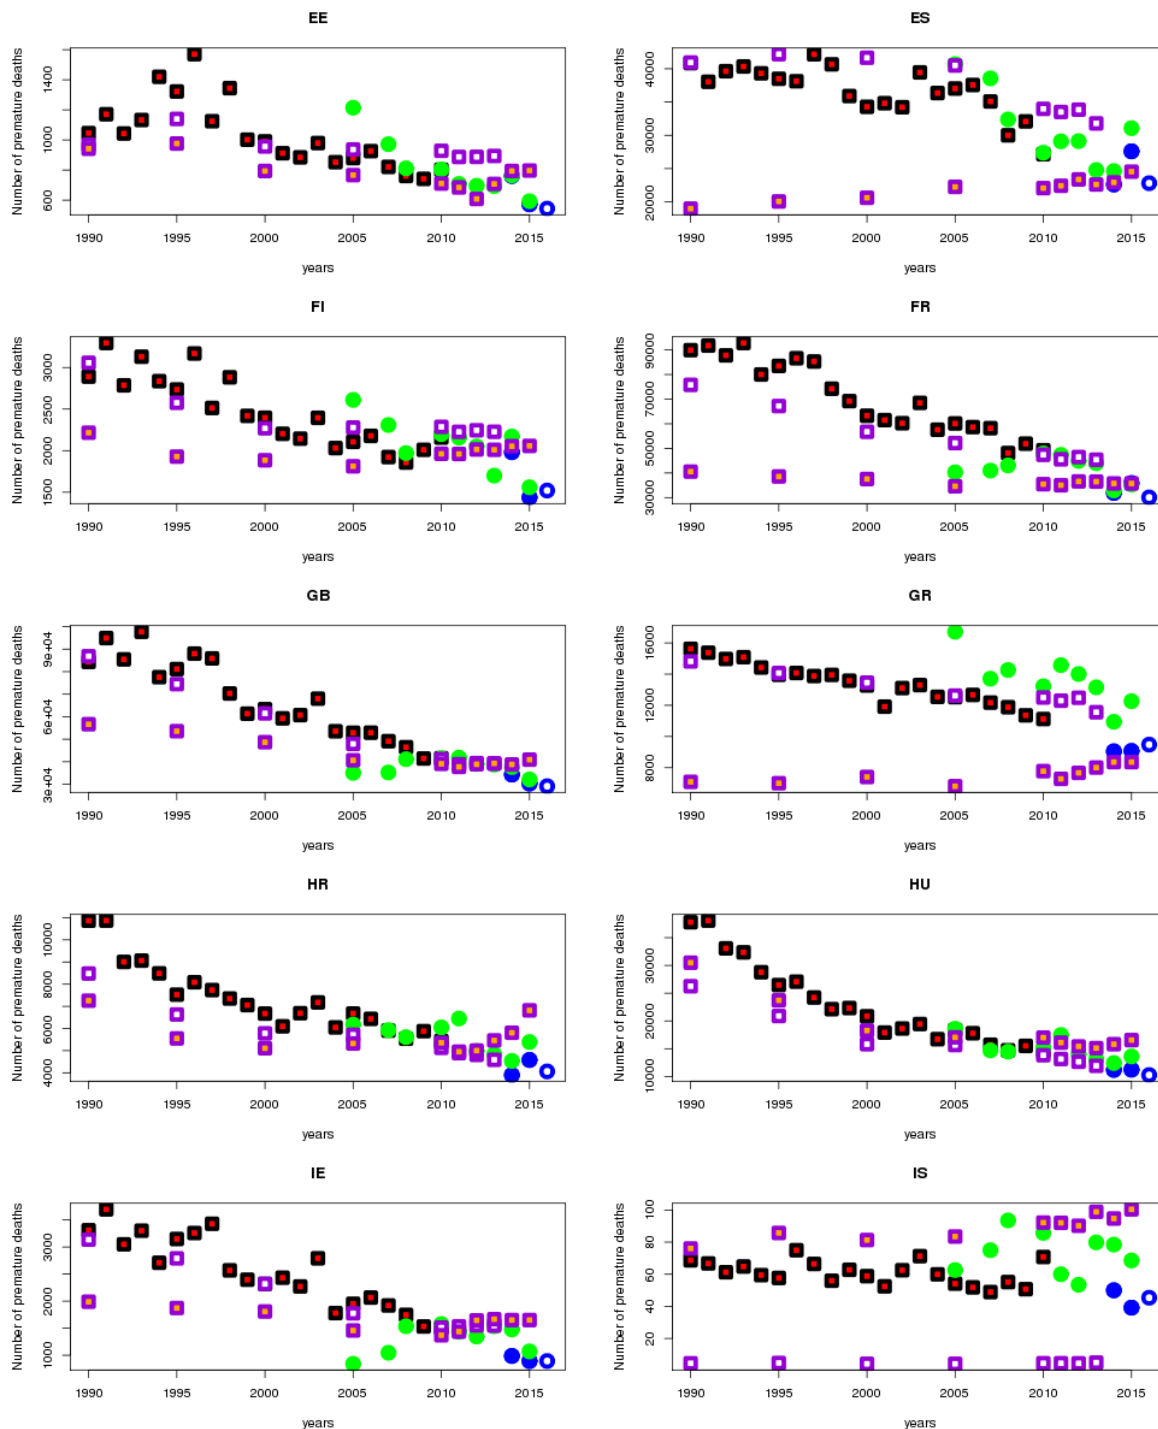 EE
Number of premature deaths
600 1000 1400
1990 1995 2000 2005 2010 2015
years
ES
Number of premature deaths
20000 30000 40000
1990 1995 2000 2005 2010 2015
years
FI
Number of premature deaths
1500 2000 2500 3000
1990 1995 2000 2005 2010 2015
years
FR
Number of premature deaths
30000 50000 70000 90000
1990 1995 2000 2005 2010 2015
years
GB
Number of premature deaths
3e+04 6e+04 9e+04
1990 1995 2000 2005 2010 2015
years
GR
Number of premature deaths
8000 12000 16000
1990 1995 2000 2005 2010 2015
years
HR
Number of premature deaths
4000 6000 8000 10000
1990 1995 2000 2005 2010 2015
years
HU
Number of premature deaths
10000 20000 30000
1990 1995 2000 2005 2010 2015
years
IE
Number of premature deaths
1000 2000 3000
1990 1995 2000 2005 2010 2015
years
IS
Number of premature deaths
20 40 60 80 100
1990 1995 2000 2005 2010 2015
years